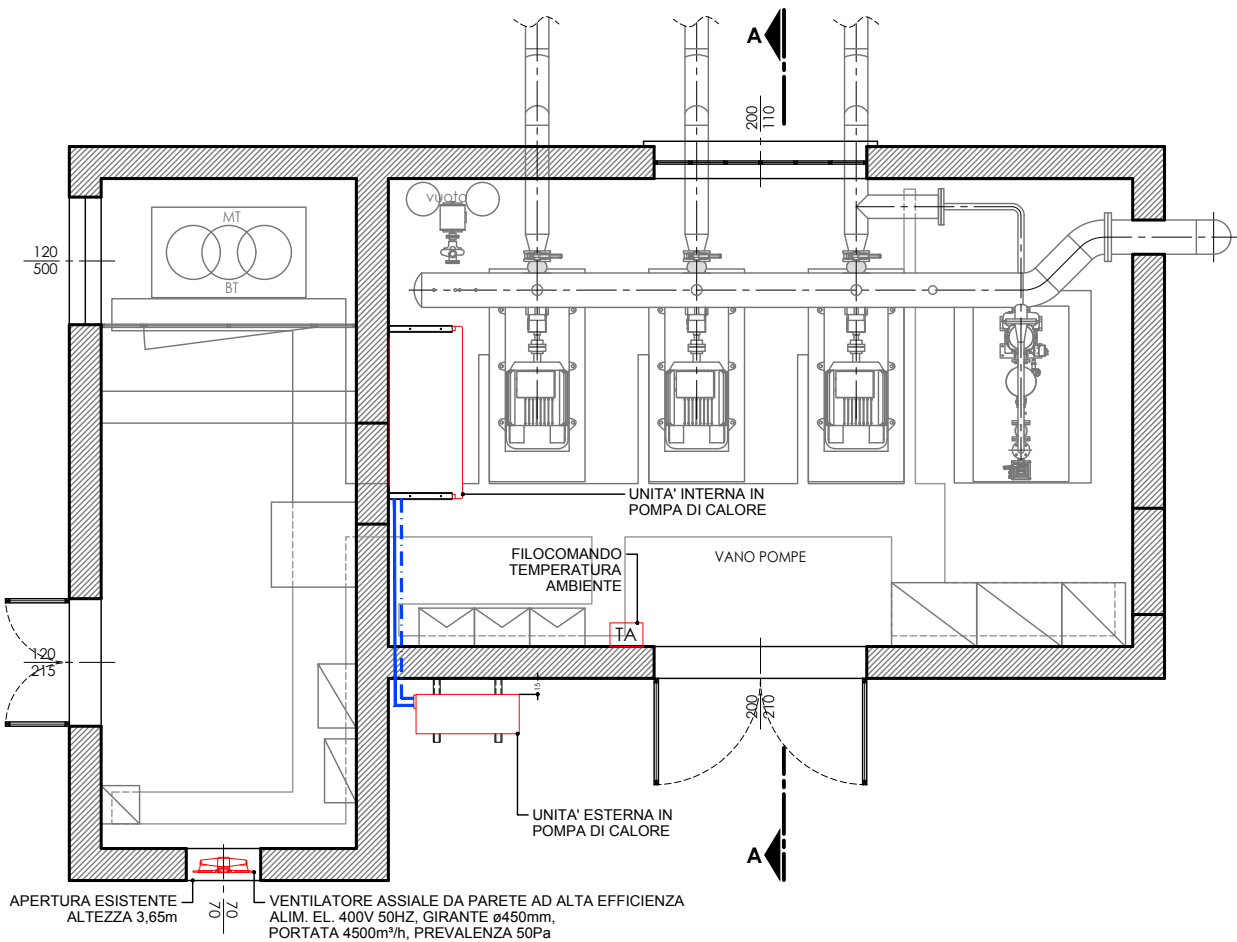 A
200
110
vuoto
MT
BT
120
500
UNITA' INTERNA IN
POMPA DI CALORE
FILOCOMANDO
TEMPERATURA
AMBIENTE
VANO POMPE
TA
120
215
15
200
210
UNITA' ESTERNA IN
POMPA DI CALORE
A
APERTURA ESISTENTE
ALTEZZA 3,65m
70
70
VENTILATORE ASSIALE DA PARETE AD ALTA EFFICIENZA
ALIM. EL. 400V 50HZ, GIRANTE ø450mm,
PORTATA 4500m³/h, PREVALENZA 50Pa